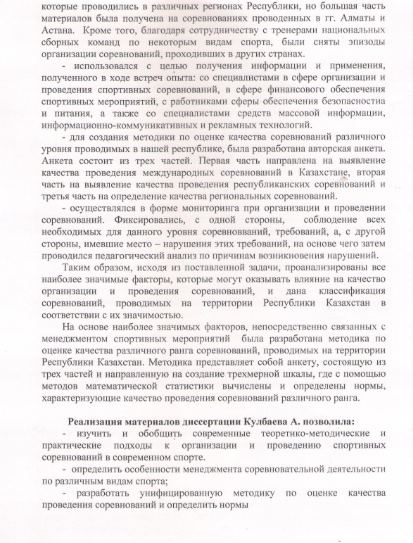 которые проводились в различных регионах Республики, но большая часть
материалов была получена на соревнованиях проводенных в гг. Алматы и
Астана. Кроме того, благодаря сотрудничеству с тренерами национальных
сборных команд по некоторым видам спорта, были сняты эпизоды
организации соревнований, проходивших в других странах.
- использовался с целью получения информации и применения,
полученного в ходе встреч опыта: со специалистами в сфере организации и
проведения спортивных соревнований, в сфере финансового обеспечения
спортивных мероприятий, с работниками сферы обеспечения безопасностиа
и питания, а также со специалистами средств массовой информации,
информационно-коммуникативных и рекламных технологий.
- для создания методики по оценке качества соревнований различного
уровня проводимых в нашей республике, была разработана авторская анкета.
Анкета состоит из трех частей. Первая часть направлена на выявление
качества проведения международных соревнований в Казахстане, вторая
часть на выявление качества проведения республиканских соревнований и
третья часть на определение качества региональных соревнований.
- осуществлялся в форме мониторинга при организации и проведении
соревнований. Фиксировались, с одной стороны, соблюдение всех
необходимых для данного уровня соревноввний, требований, а, с другой
стороны, имевшие место – нарушения этих требований, на основе чего затем
проводился педагогический анализ по причинам возникновения нарушений.
Таким образом, исходя из поставленной задачи, проанализированы все
наиболее значимые факторы, которые могут оказывать влияние на качество
организации и проведения соревнований, и дана классификация
соревнований, проводимых на территории Республики Казахстан в
соответствии с их значимостью.
На основе наиболее значимых факторов, непосредственно связанных с
менеджментом спортивных мероприятий была разработана методика по
оценке качества различного ранга соревнований, проводимых на территории
Республики Казахстан. Методика представляет собой анкету, состоящую из
трех частей и направленную на создание трехмерной шкалы, где с помощью
методов математической статистики вычислены и определены нормы,
характеризующие качество проведения соревнований различного ранга.
Реализация материалов диссертации Кулбаева А. позволила:
- изучить и обобщить современные теоретико-методические и
практические подходы к организации и проведению спортивных
соревнований в современном спорте.
- определить особенности менеджмента соревновательной деятельности
по различным видам спорта;
- разработать унифицированную методику по оценке качества
проведения соревнований и определить нормы